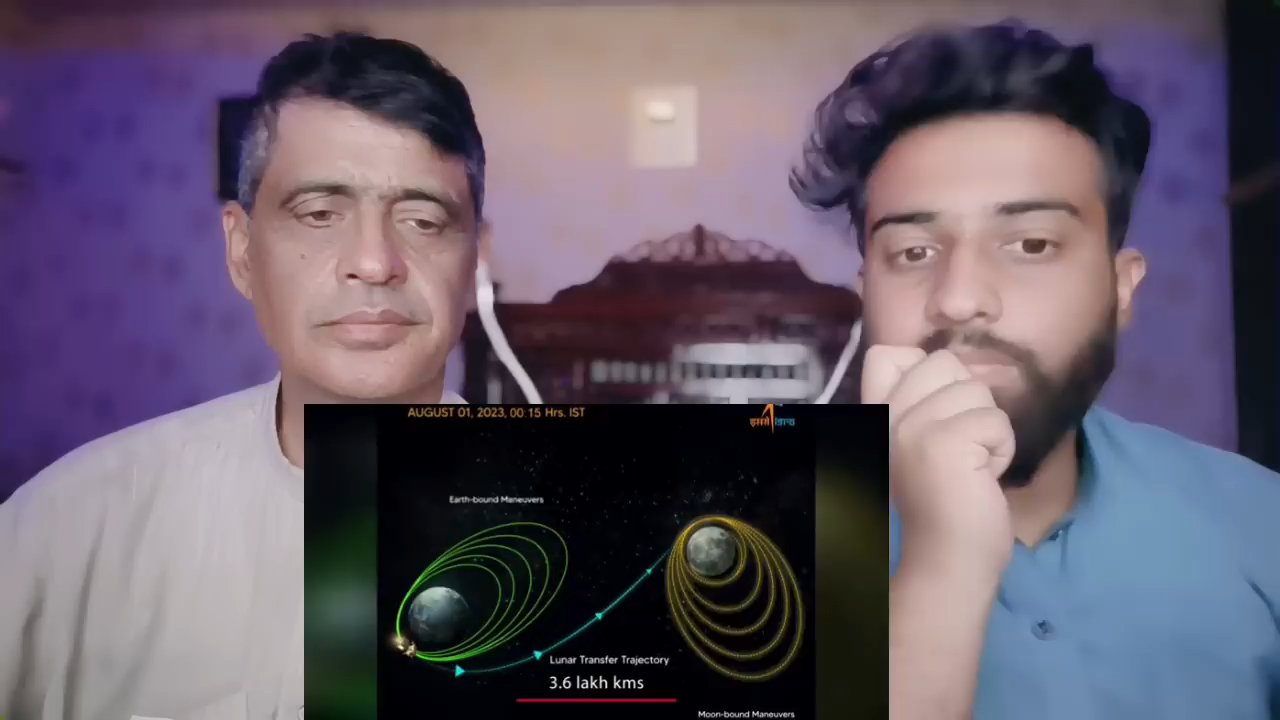 AUGUST 01, 2023, 00:15 Hrs. IST
इसरो isro
Earth-bound Maneuvers
Lunar Transfer Trajectory
3.6 lakh kms
Moon-bound Maneuvers